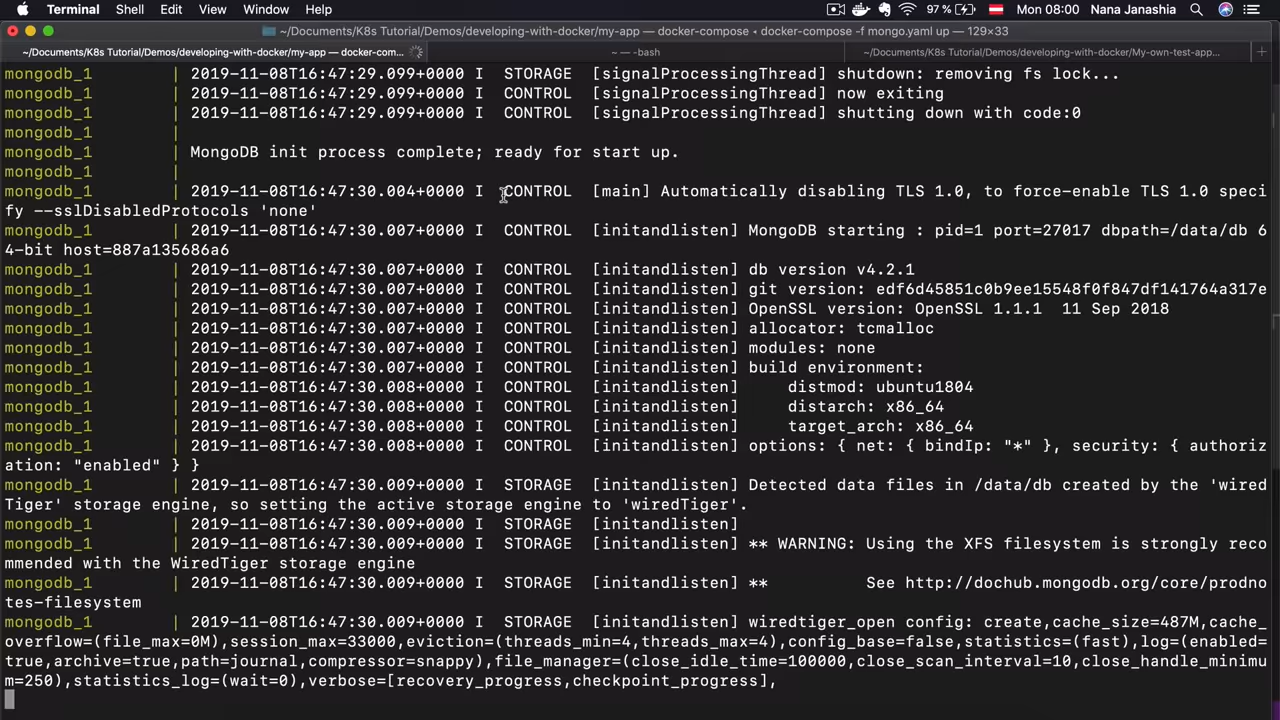 Terminal Shell Edit View Window Help 97 % Mon 08:00 Nana Janashia
~/Documents/K8s Tutorial/Demos/developing-with-docker/my-app — docker-compose ◂ docker-compose -f mongo.yaml up — 129×33
~/Documents/K8s Tutorial/Demos/developing-with-docker/my-app — docker-com... ~ — -bash ~/Documents/K8s Tutorial/Demos/developing-with-docker/My-own-test-app... +
mongodb_1 | 2019-11-08T16:47:29.099+0000 I STORAGE [signalProcessingThread] shutdown: removing fs lock...
mongodb_1 | 2019-11-08T16:47:29.099+0000 I CONTROL [signalProcessingThread] now exiting
mongodb_1 | 2019-11-08T16:47:29.099+0000 I CONTROL [signalProcessingThread] shutting down with code:0
mongodb_1 |
mongodb_1 | MongoDB init process complete; ready for start up.
mongodb_1 |
mongodb_1 | 2019-11-08T16:47:30.004+0000 I CONTROL [main] Automatically disabling TLS 1.0, to force-enable TLS 1.0 speci
fy --sslDisabledProtocols 'none'
mongodb_1 | 2019-11-08T16:47:30.007+0000 I CONTROL [initandlisten] MongoDB starting : pid=1 port=27017 dbpath=/data/db 6
4-bit host=887a135686a6
mongodb_1 | 2019-11-08T16:47:30.007+0000 I CONTROL [initandlisten] db version v4.2.1
mongodb_1 | 2019-11-08T16:47:30.007+0000 I CONTROL [initandlisten] git version: edf6d45851c0b9ee15548f0f847df141764a317e
mongodb_1 | 2019-11-08T16:47:30.007+0000 I CONTROL [initandlisten] OpenSSL version: OpenSSL 1.1.1 11 Sep 2018
mongodb_1 | 2019-11-08T16:47:30.007+0000 I CONTROL [initandlisten] allocator: tcmalloc
mongodb_1 | 2019-11-08T16:47:30.007+0000 I CONTROL [initandlisten] modules: none
mongodb_1 | 2019-11-08T16:47:30.007+0000 I CONTROL [initandlisten] build environment:
mongodb_1 | 2019-11-08T16:47:30.008+0000 I CONTROL [initandlisten] distmod: ubuntu1804
mongodb_1 | 2019-11-08T16:47:30.008+0000 I CONTROL [initandlisten] distarch: x86_64
mongodb_1 | 2019-11-08T16:47:30.008+0000 I CONTROL [initandlisten] target_arch: x86_64
mongodb_1 | 2019-11-08T16:47:30.008+0000 I CONTROL [initandlisten] options: { net: { bindIp: "*" }, security: { authoriz
ation: "enabled" } }
mongodb_1 | 2019-11-08T16:47:30.009+0000 I STORAGE [initandlisten] Detected data files in /data/db created by the 'wired
Tiger' storage engine, so setting the active storage engine to 'wiredTiger'.
mongodb_1 | 2019-11-08T16:47:30.009+0000 I STORAGE [initandlisten]
mongodb_1 | 2019-11-08T16:47:30.009+0000 I STORAGE [initandlisten] ** WARNING: Using the XFS filesystem is strongly reco
mmended with the WiredTiger storage engine
mongodb_1 | 2019-11-08T16:47:30.009+0000 I STORAGE [initandlisten] ** See http://dochub.mongodb.org/core/prodno
tes-filesystem
mongodb_1 | 2019-11-08T16:47:30.009+0000 I STORAGE [initandlisten] wiredtiger_open config: create,cache_size=487M,cache_
overflow=(file_max=0M),session_max=33000,eviction=(threads_min=4,threads_max=4),config_base=false,statistics=(fast),log=(enabled=
true,archive=true,path=journal,compressor=snappy),file_manager=(close_idle_time=100000,close_scan_interval=10,close_handle_minimu
m=250),statistics_log=(wait=0),verbose=[recovery_progress,checkpoint_progress],